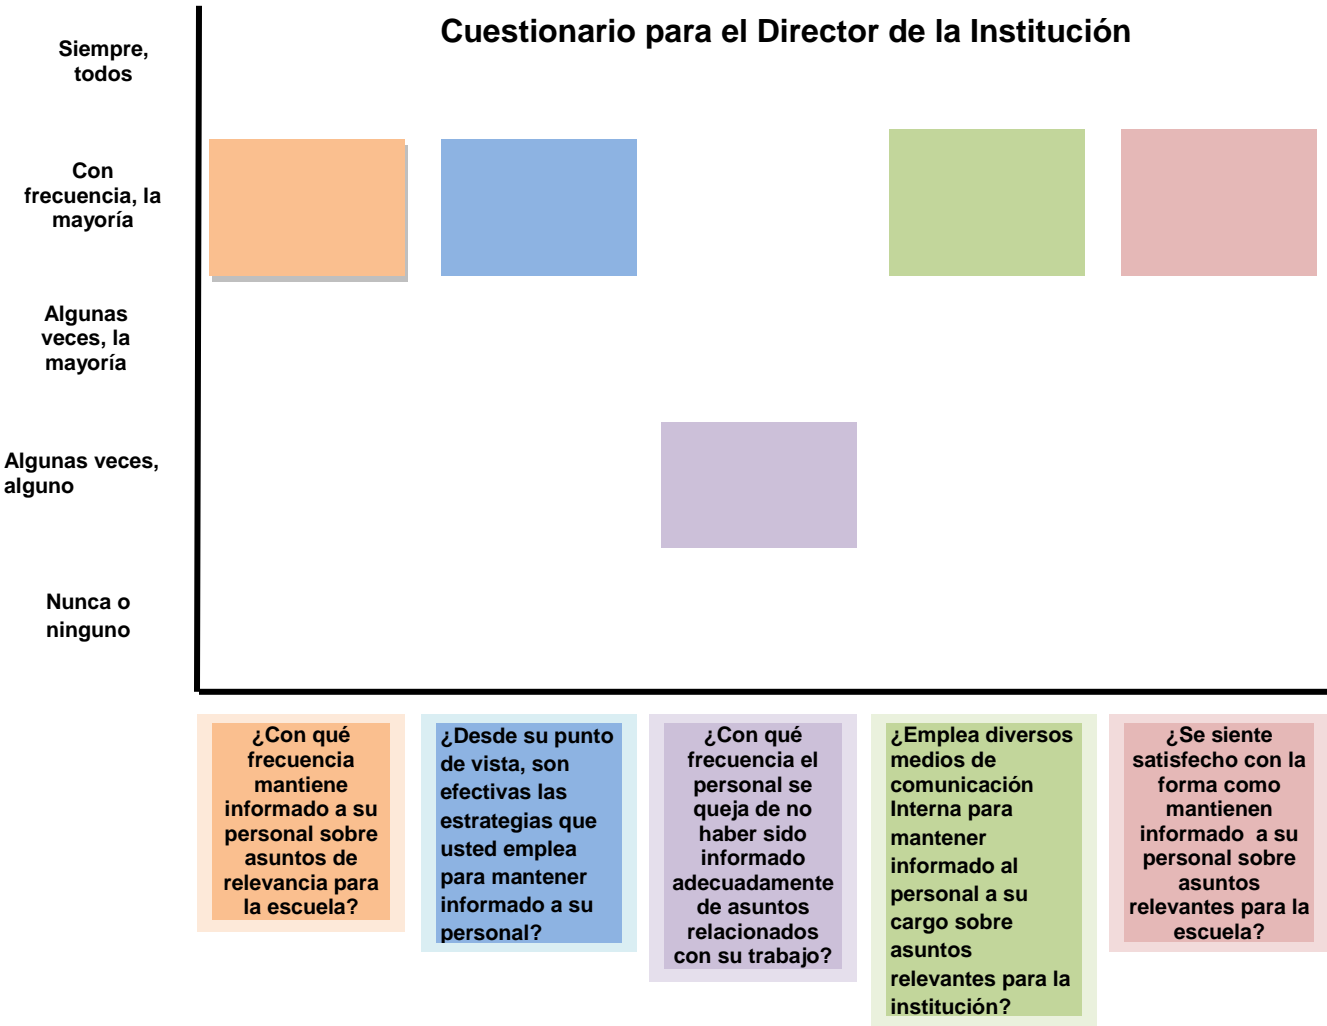 Cuestionario para el Director de la Institución
Siempre,
todos
Con
frecuencia, la
mayoría
Algunas
veces, la
mayoría
Algunas veces,
alguno
Nunca o
ninguno
¿Con qué
frecuencia
mantiene
informado a su
personal sobre
asuntos de
relevancia para
la escuela?
¿Desde su punto
de vista, son
efectivas las
estrategias que
usted emplea
para mantener
informado a su
personal?
¿Con qué
frecuencia el
personal se
queja de no
haber sido
informado
adecuadamente
de asuntos
relacionados
con su trabajo?
¿Emplea diversos
medios de
comunicación
Interna para
mantener
informado al
personal a su
cargo sobre
asuntos
relevantes para la
institución?
¿Se siente
satisfecho con la
forma como
mantienen
informado a su
personal sobre
asuntos
relevantes para la
escuela?